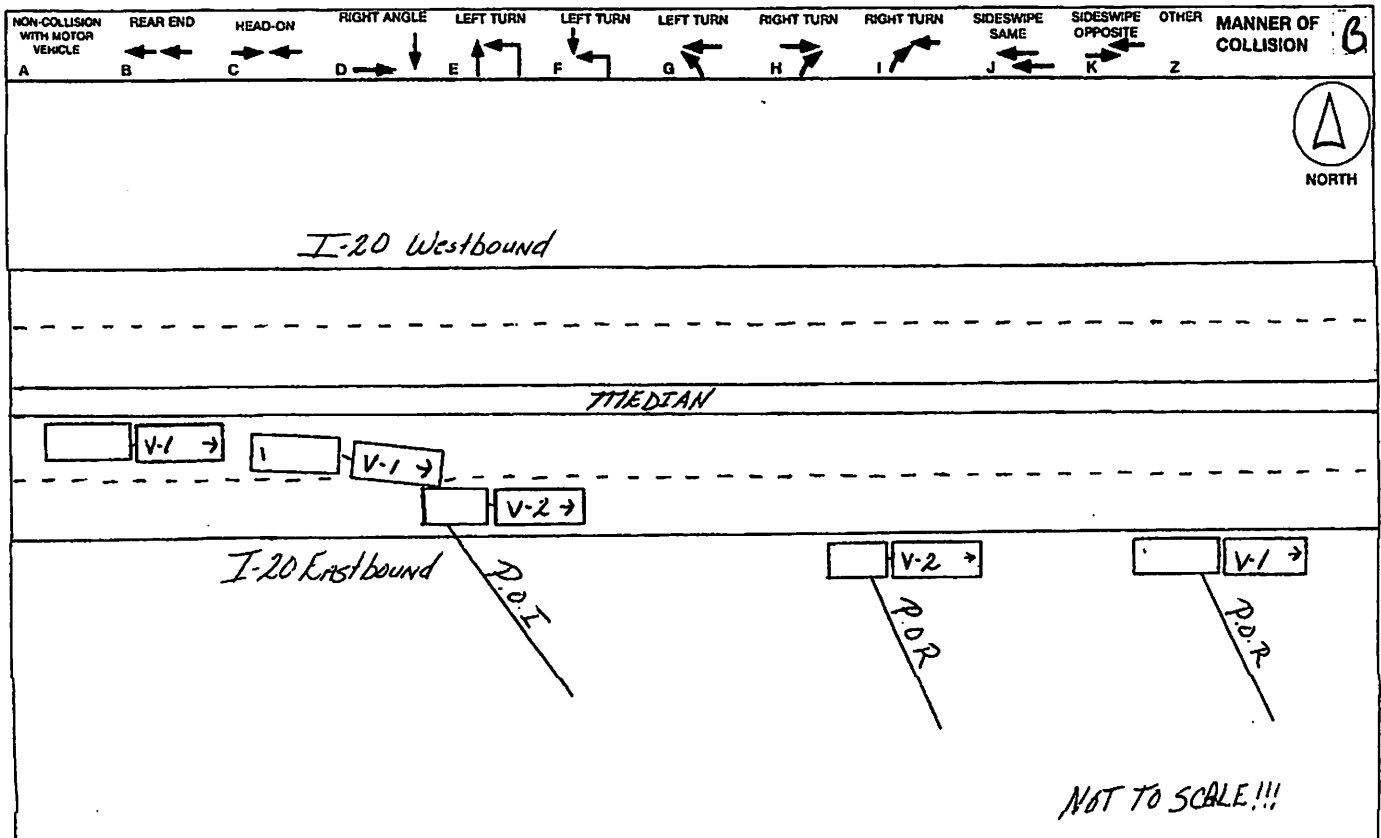 NON-COLLISION WITH MOTOR VEHICLE A
REAR END B
HEAD-ON C
RIGHT ANGLE D
LEFT TURN E
LEFT TURN F
LEFT TURN G
RIGHT TURN H
RIGHT TURN I
SIDESWIPE SAME J
SIDESWIPE OPPOSITE K
OTHER Z
MANNER OF COLLISION B
NORTH
I-20 Westbound
MEDIAN
V-1
V-1
V-2
I-20 Eastbound
P.O.I
V-2
V-1
P.O.R
P.O.R
NOT TO SCALE!!!